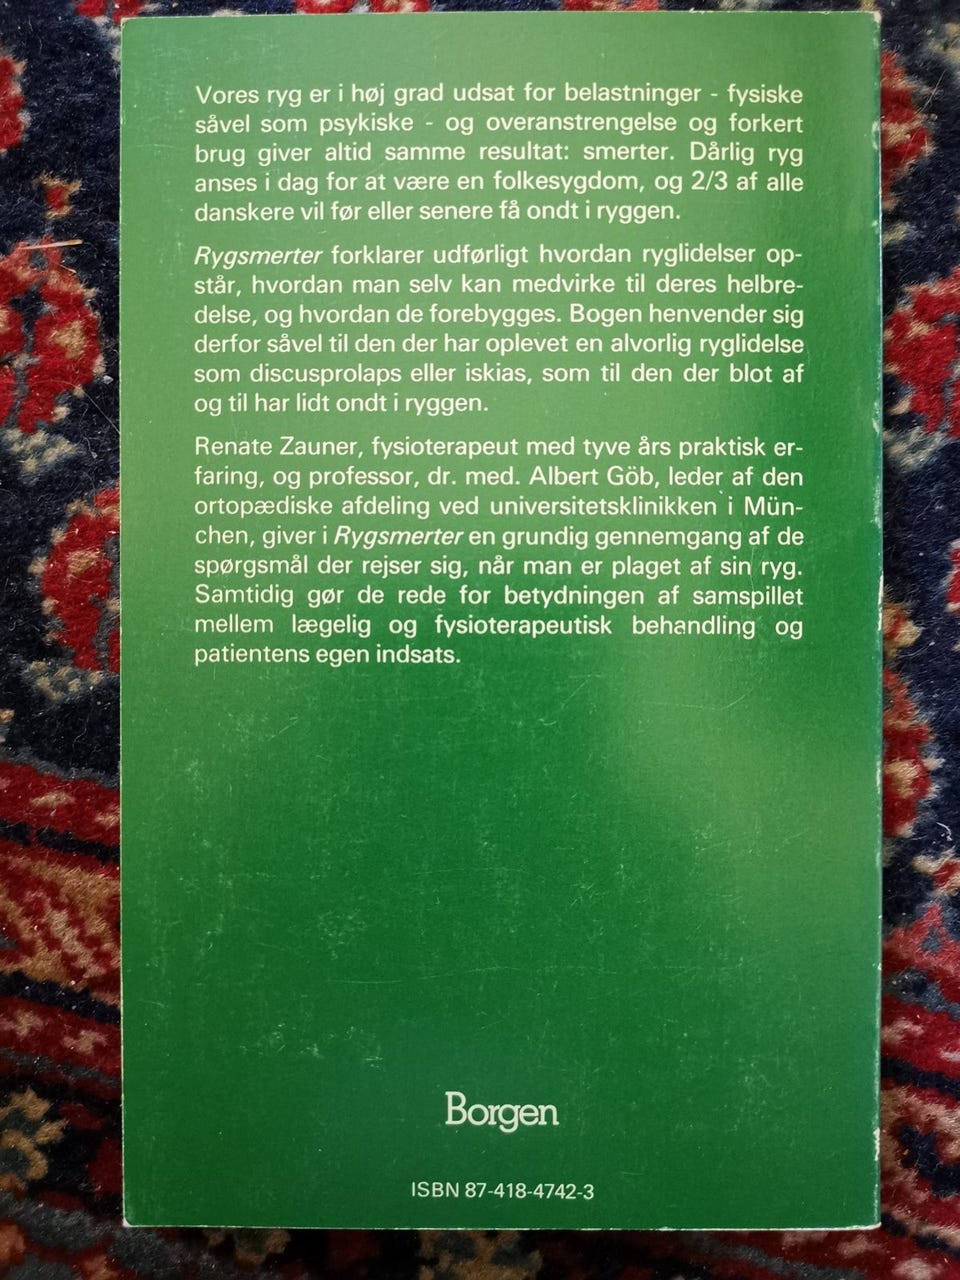 Vores ryg er i høj grad udsat for belastninger - fysiske
såvel som psykiske - og overanstrengelse og forkert
brug giver altid samme resultat: smerter. Dårlig ryg
anses i dag for at være en folkesygdom, og 2/3 af alle
danskere vil før eller senere få ondt i ryggen.
Rygsmerter forklarer udførligt hvordan ryglidelser op-
står, hvordan man selv kan medvirke til deres helbre-
delse, og hvordan de forebygges. Bogen henvender sig
derfor såvel til den der har oplevet en alvorlig ryglidelse
som discusprolaps eller iskias, som til den der blot af
og til har lidt ondt i ryggen.
Renate Zauner, fysioterapeut med tyve års praktisk er-
faring, og professor, dr. med. Albert Göb, leder af den
ortopædiske afdeling ved universitetsklinikken i Mün-
chen, giver i Rygsmerter en grundig gennemgang af de
spørgsmål der rejser sig, når man er plaget af sin ryg.
Samtidig gør de rede for betydningen af samspillet
mellem lægelig og fysioterapeutisk behandling og
patientens egen indsats.
Borgen
ISBN 87-418-4742-3